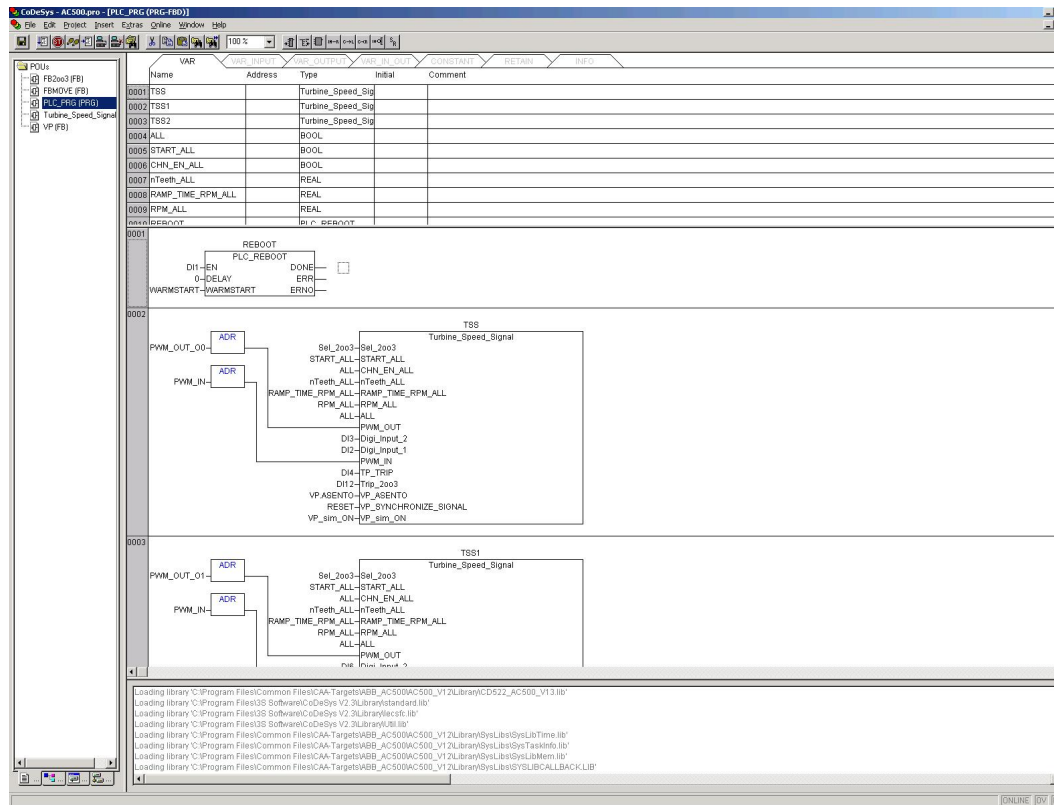 CoDeSys - AC500.pro - [PLC_PRG (PRG-FBD)]
File Edit Project Insert Extras Online Window Help
100 %
POUs
FB2oo3 (FB)
FBMOVE (FB)
PLC_PRG (PRG)
Turbine_Speed_Signal
VP (FB)
VAR VAR_INPUT VAR_OUTPUT VAR_IN_OUT CONSTANT RETAIN INFO
Name Address Type Initial Comment
0001 TSS Turbine_Speed_Sig
0002 TSS1 Turbine_Speed_Sig
0003 TSS2 Turbine_Speed_Sig
0004 ALL BOOL
0005 START_ALL BOOL
0006 CHN_EN_ALL BOOL
0007 nTeeth_ALL REAL
0008 RAMP_TIME_RPM_ALL REAL
0009 RPM_ALL REAL
0010 REBOOT PLC_REBOOT
0001
REBOOT
PLC_REBOOT
DI1 EN DONE
0 DELAY ERR
WARMSTART WARMSTART ERNO
0002
TSS
ADR Turbine_Speed_Signal
PWM_OUT_00 Sel_2oo3 Sel_2oo3
START_ALL START_ALL
ADR ALL CHN_EN_ALL
PWM_IN nTeeth_ALL nTeeth_ALL
RAMP_TIME_RPM_ALL RAMP_TIME_RPM_ALL
RPM_ALL RPM_ALL
ALL ALL
PWM_OUT
DI3 Digi_Input_2
DI2 Digi_Input_1
PWM_IN
DI4 TP_TRIP
DI12 Trip_2oo3
VP.ASENTO VP_ASENTO
RESET VP_SYNCHRONIZE_SIGNAL
VP_sim_ON VP_sim_ON
0003
TSS1
ADR Turbine_Speed_Signal
PWM_OUT_01 Sel_2oo3 Sel_2oo3
START_ALL START_ALL
ADR ALL CHN_EN_ALL
PWM_IN nTeeth_ALL nTeeth_ALL
RAMP_TIME_RPM_ALL RAMP_TIME_RPM_ALL
RPM_ALL RPM_ALL
ALL ALL
PWM_OUT
DI6 Digi_Input_2
Loading library 'C:\Program Files\Common Files\CAA-Targets\ABB_AC500\AC500_V12\Library\CD522_AC500_V13.lib'
Loading library 'C:\Program Files\3S Software\CoDeSys V2.3\Library\standard.lib'
Loading library 'C:\Program Files\3S Software\CoDeSys V2.3\Library\Iecsfc.lib'
Loading library 'C:\Program Files\3S Software\CoDeSys V2.3\Library\Util.lib'
Loading library 'C:\Program Files\Common Files\CAA-Targets\ABB_AC500\AC500_V12\Library\SysLibs\SysLibTime.lib'
Loading library 'C:\Program Files\Common Files\CAA-Targets\ABB_AC500\AC500_V12\Library\SysLibs\SysTaskInfo.lib'
Loading library 'C:\Program Files\Common Files\CAA-Targets\ABB_AC500\AC500_V12\Library\SysLibs\SysLibMem.lib'
Loading library 'C:\Program Files\Common Files\CAA-Targets\ABB_AC500\AC500_V12\Library\SysLibs\SYSLIBCALLBACK.LIB'
ONLINE OV